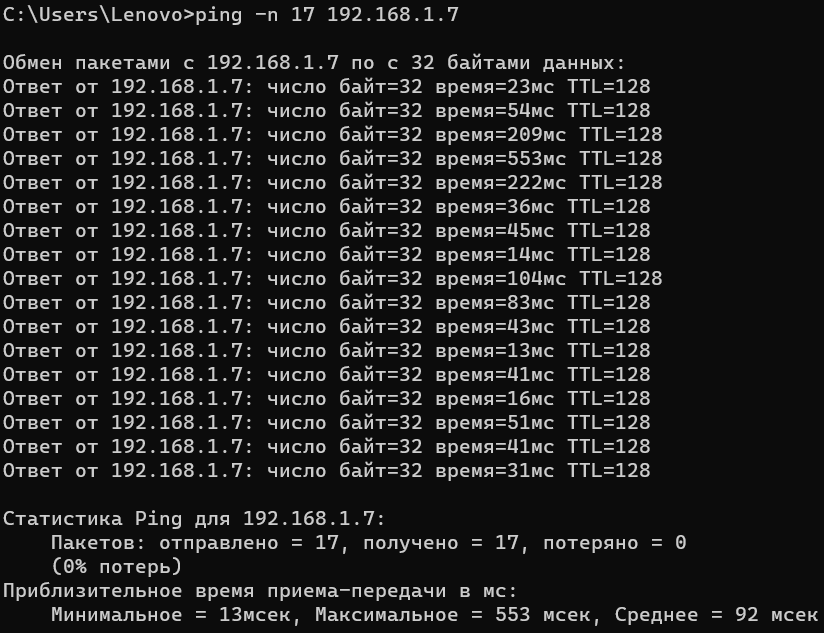 C:\Users\Lenovo>ping -n 17 192.168.1.7
Обмен пакетами с 192.168.1.7 по с 32 байтами данных:
Ответ от 192.168.1.7: число байт=32 время=23мс TTL=128
Ответ от 192.168.1.7: число байт=32 время=54мс TTL=128
Ответ от 192.168.1.7: число байт=32 время=209мс TTL=128
Ответ от 192.168.1.7: число байт=32 время=553мс TTL=128
Ответ от 192.168.1.7: число байт=32 время=222мс TTL=128
Ответ от 192.168.1.7: число байт=32 время=36мс TTL=128
Ответ от 192.168.1.7: число байт=32 время=45мс TTL=128
Ответ от 192.168.1.7: число байт=32 время=14мс TTL=128
Ответ от 192.168.1.7: число байт=32 время=104мс TTL=128
Ответ от 192.168.1.7: число байт=32 время=83мс TTL=128
Ответ от 192.168.1.7: число байт=32 время=43мс TTL=128
Ответ от 192.168.1.7: число байт=32 время=13мс TTL=128
Ответ от 192.168.1.7: число байт=32 время=41мс TTL=128
Ответ от 192.168.1.7: число байт=32 время=16мс TTL=128
Ответ от 192.168.1.7: число байт=32 время=51мс TTL=128
Ответ от 192.168.1.7: число байт=32 время=41мс TTL=128
Ответ от 192.168.1.7: число байт=32 время=31мс TTL=128
Статистика Ping для 192.168.1.7:
Пакетов: отправлено = 17, получено = 17, потеряно = 0
(0% потерь)
Приблизительное время приема-передачи в мс:
Минимальное = 13мсек, Максимальное = 553 мсек, Среднее = 92 мсек